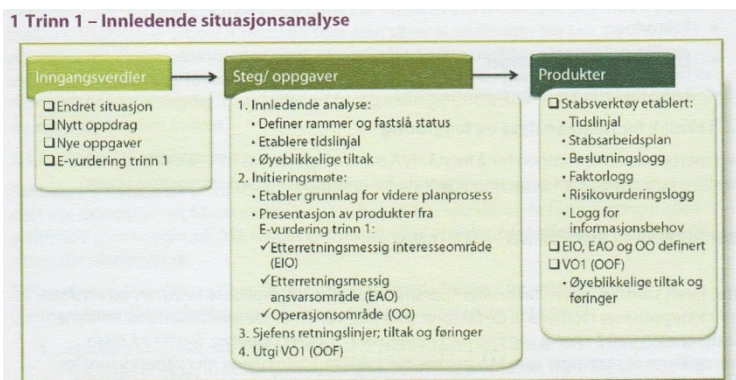 1 Trinn 1 – Innledende situasjonsanalyse
Inngangsverdier
❑ Endret situasjon
❑ Nytt oppdrag
❑ Nye oppgaver
❑ E-vurdering trinn 1
Steg/ oppgaver
1. Innledende analyse:
• Definer rammer og fastslå status
• Etablere tidslinjal
• Øyeblikkelige tiltak
2. Initieringsmøte:
• Etabler grunnlag for videre planprosess
• Presentasjon av produkter fra
E-vurdering trinn 1:
✓Etterretningsmessig interesseområde
(EIO)
✓Etterretningsmessig
ansvarsområde (EAO)
✓Operasjonsområde (OO)
3. Sjefens retningslinjer; tiltak og føringer
4. Utgi VO1 (OOF)
Produkter
❑ Stabsverktøy etablert:
• Tidslinjal
• Stabsarbeidsplan
• Beslutningslogg
• Faktorlogg
• Risikovurderingslogg
• Logg for
informasjonsbehov
❑ EIO, EAO og OO definert
❑ VO1 (OOF)
• Øyeblikkelige tiltak og
føringer